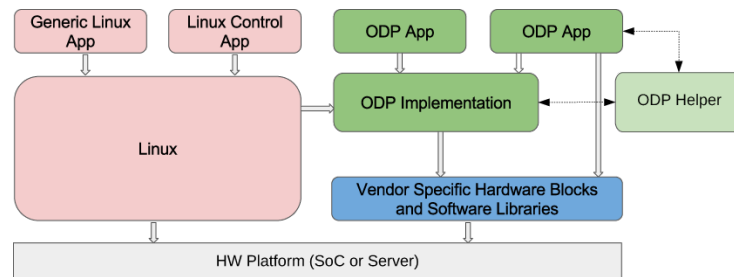 Generic Linux
App
Linux Control
App
ODP App
ODP App
ODP Implementation
ODP Helper
Linux
Vendor Specific Hardware Blocks
and Software Libraries
HW Platform (SoC or Server)